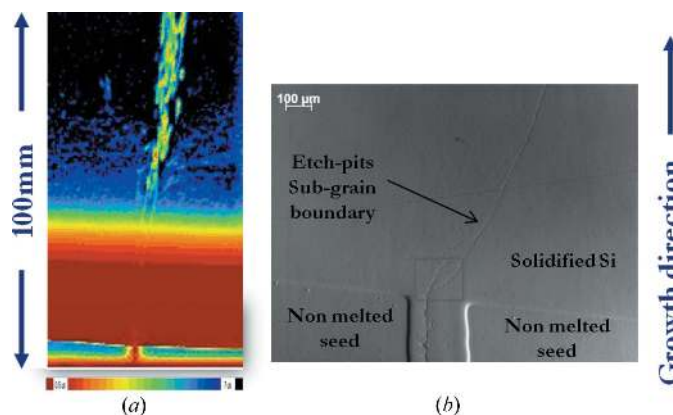 100mm
(a)
100 µm
Etch-pits
Sub-grain
boundary
Solidified Si
Non melted
seed
Non melted
seed
(b)
Growth direction